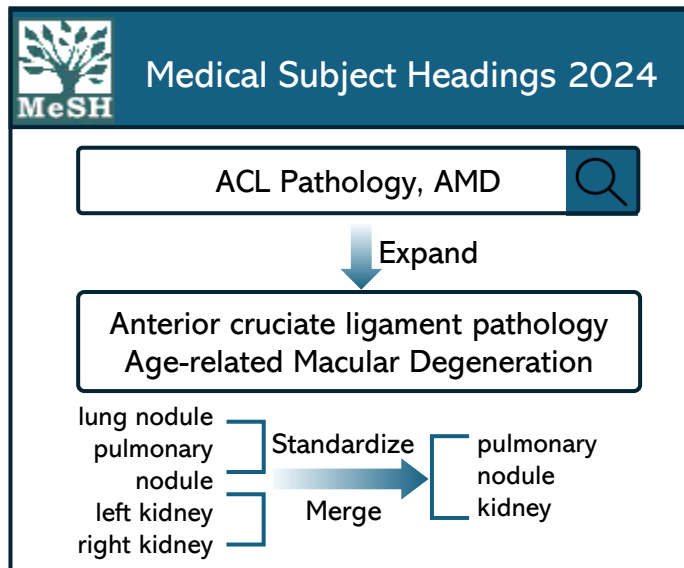 MeSH
Medical Subject Headings 2024
ACL Pathology, AMD
Expand
Anterior cruciate ligament pathology
Age-related Macular Degeneration
lung nodule
pulmonary
nodule
left kidney
right kidney
Standardize
Merge
pulmonary
nodule
kidney